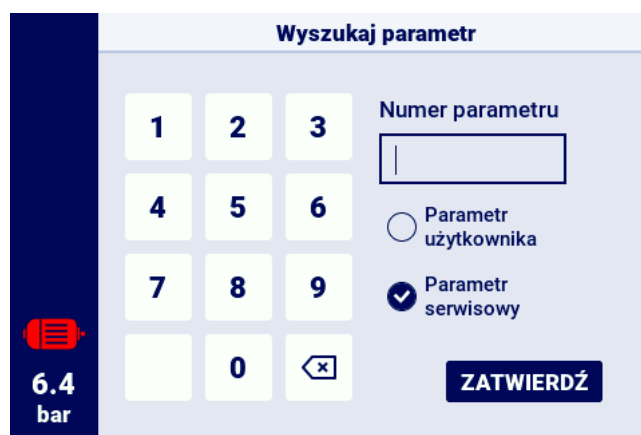 Wyszukaj parametr
1 2 3
4 5 6
7 8 9
0
Numer parametru
Parametr
użytkownika
Parametr
serwisowy
ZATWIERDŹ
6.4
bar